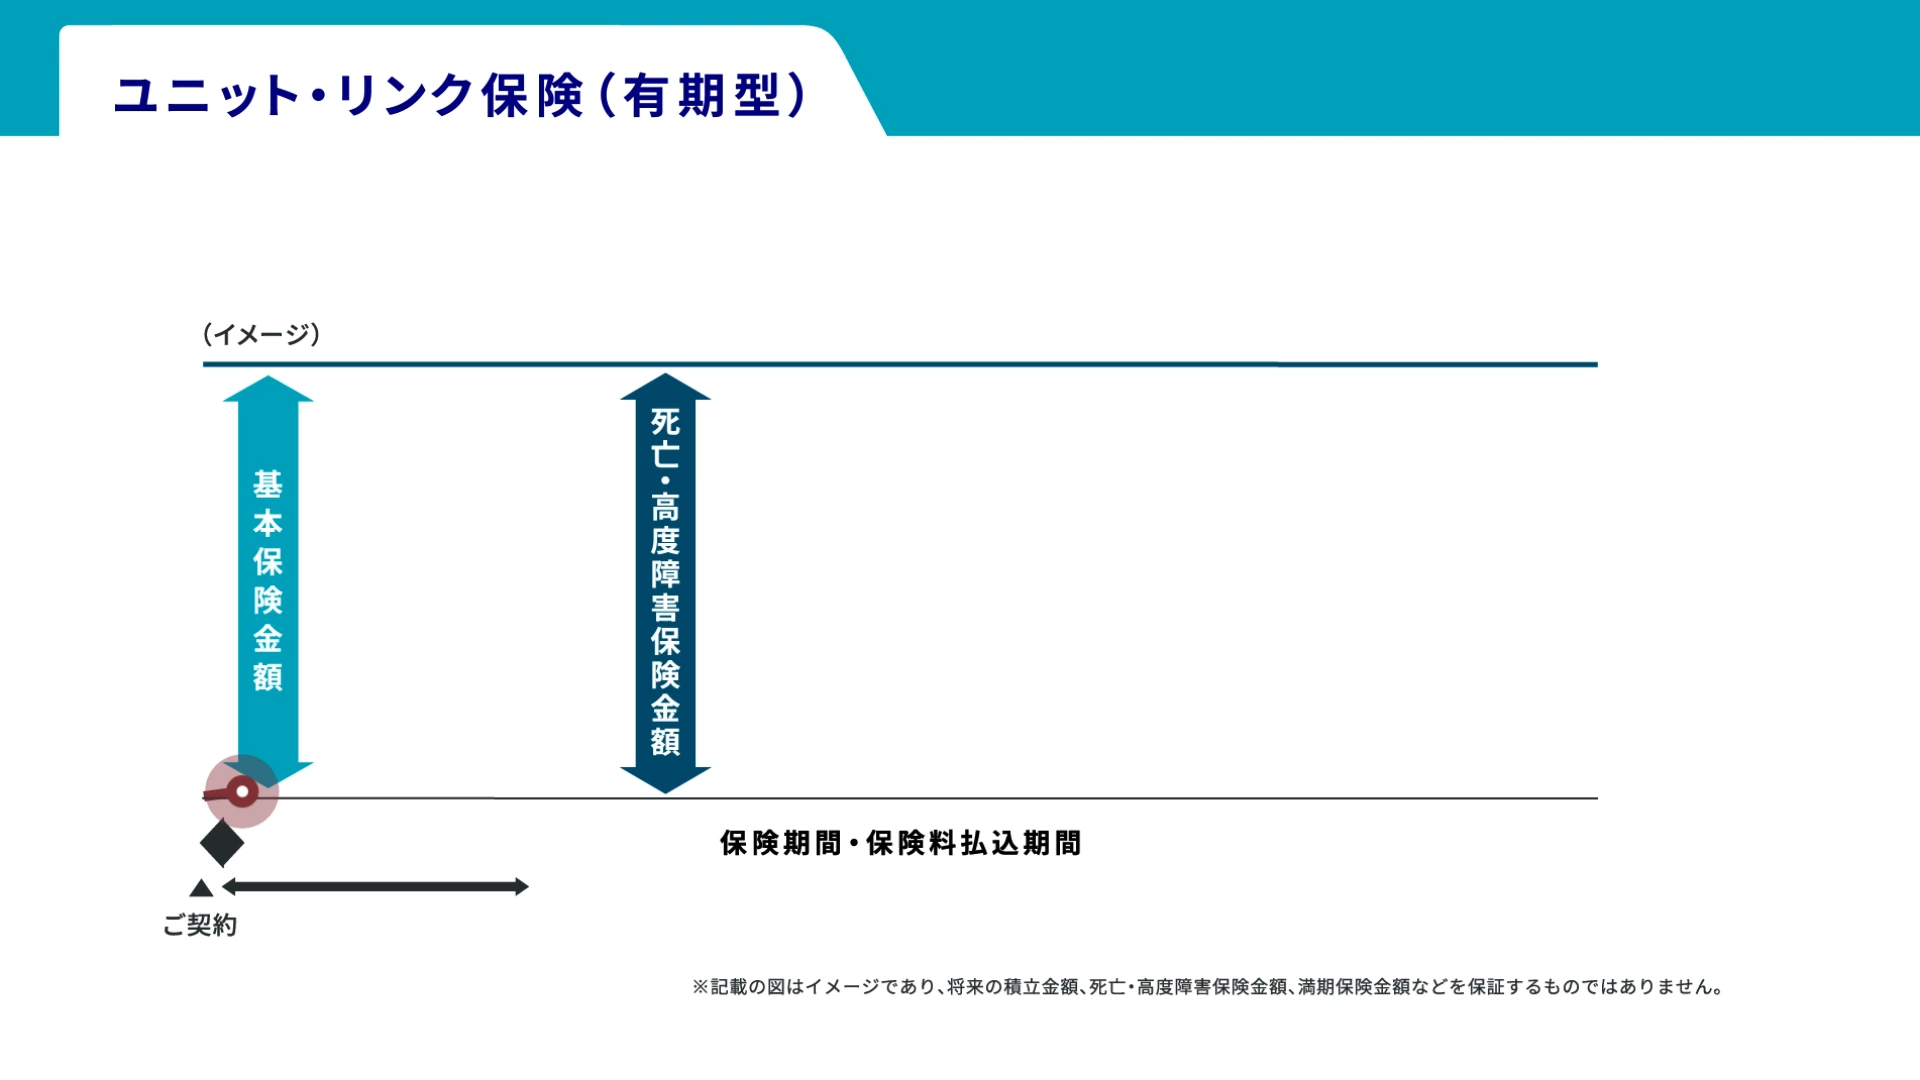 ユニット・リンク保険（有期型）
（イメージ）
基本保険金額
死亡・高度障害保険金額
保険期間・保険料払込期間
ご契約
※記載の図はイメージであり、将来の積立金額、死亡・高度障害保険金額、満期保険金額などを保証するものではありません。